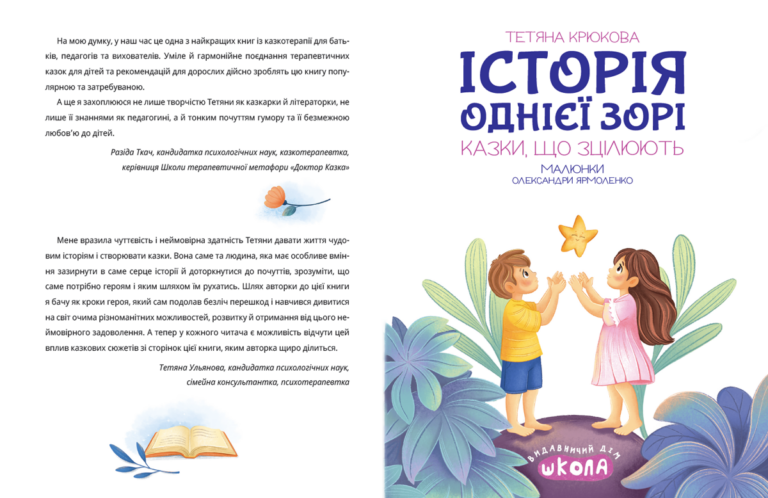 На мою думку, у наш час це одна з найкращих книг із казкотерапії для бать-
ків, педагогів та вихователів. Уміле й гармонійне поєднання терапевтичних
казок для дітей та рекомендацій для дорослих дійсно зроблять цю книгу попу-
лярною та затребуваною.
А ще я захоплююся не лише творчістю Тетяни як казкарки й літераторки, не
лише її знаннями як педагогині, а й тонким почуттям гумору та її безмежною
любов’ю до дітей.
Разіда Ткач, кандидатка психологічних наук, казкотерапевтка,
керівниця Школи терапевтичної метафори «Доктор Казка»
Мене вразила чуттєвість і неймовірна здатність Тетяни давати життя чудо-
вим історіям і створювати казки. Вона саме та людина, яка має особливе вмін-
ня зазирнути в саме серце історії й доторкнутися до почуттів, зрозуміти, що
саме потрібно героям і яким шляхом їм рухатись. Шлях авторки до цієї книги
я бачу як кроки героя, який сам подолав безліч перешкод і навчився дивитися
на світ очима різноманітних можливостей, розвитку й отримання від цього не-
ймовірного задоволення. А тепер у кожного читача є можливість відчути цей
вплив казкових сюжетів зі сторінок цієї книги, яким авторка щиро ділиться.
Тетяна Ульянова, кандидатка психологічних наук,
сімейна консультантка, психотерапевтка
ТЕТЯНА КРЮКОВА
ІСТОРІЯ
ОДНІЄЇ ЗОРІ
КАЗКИ, ЩО ЗЦІЛЮЮТЬ
МАЛЮНКИ
ОЛЕКСАНДРИ ЯРМОЛЕНКО
ВИДАВНИЧИЙ ДІМ
ШКОЛА